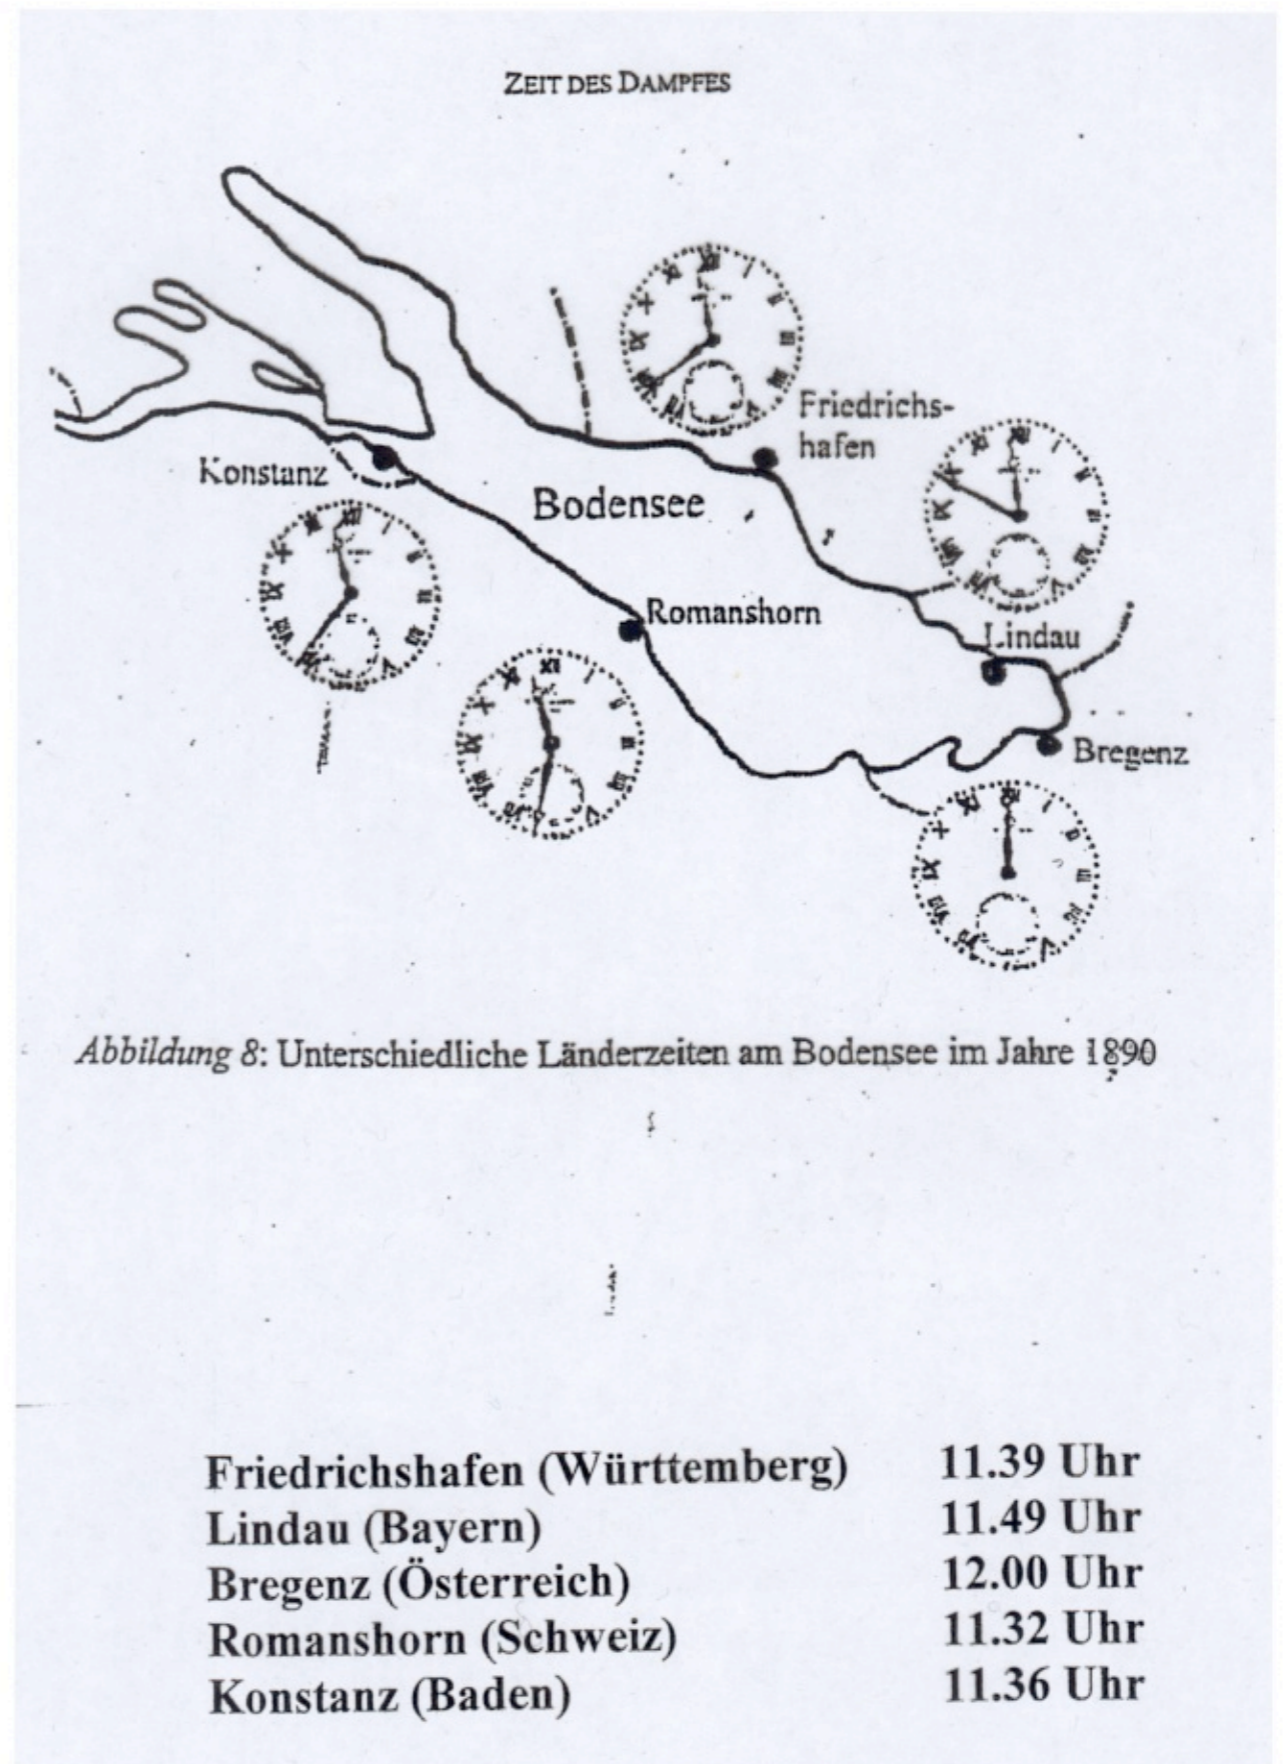 ZEIT DES DAMPFES
Friedrichs-
hafen
Konstanz
Bodensee
Romanshorn
Lindau
Bregenz
Abbildung 8: Unterschiedliche Länderzeiten am Bodensee im Jahre 1890
Friedrichshafen (Württemberg) 11.39 Uhr
Lindau (Bayern) 11.49 Uhr
Bregenz (Österreich) 12.00 Uhr
Romanshorn (Schweiz) 11.32 Uhr
Konstanz (Baden) 11.36 Uhr